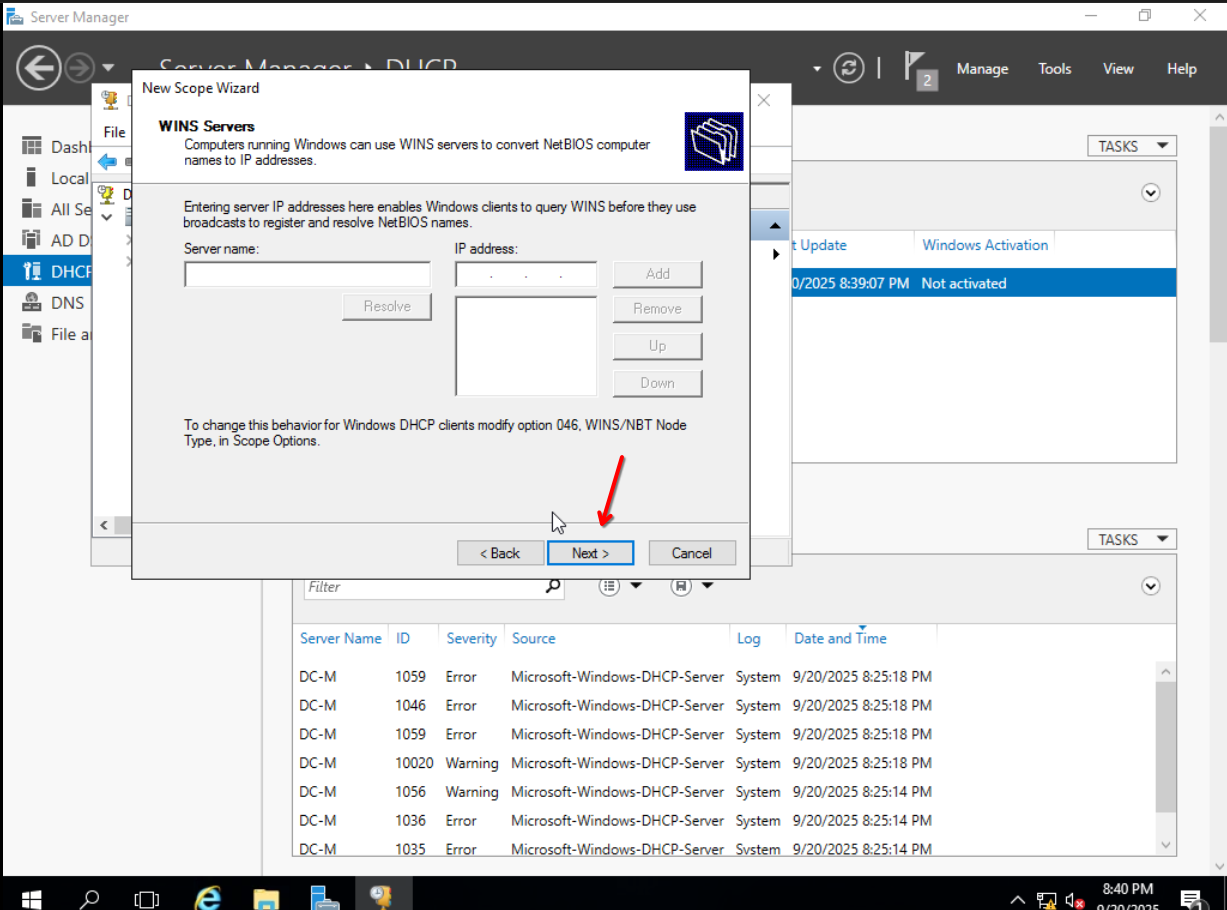 Server Manager
Server Manager ▸ DHCP
2
Manage Tools View Help
New Scope Wizard
File
WINS Servers
Computers running Windows can use WINS servers to convert NetBIOS computer
names to IP addresses.
Entering server IP addresses here enables Windows clients to query WINS before they use
broadcasts to register and resolve NetBIOS names.
Server name:
IP address:
. . .
Add
Resolve
Remove
Up
Down
To change this behavior for Windows DHCP clients modify option 046, WINS/NBT Node
Type, in Scope Options.
< Back
Next >
Cancel
Dashb
Local
All Se
AD D
DHCP
DNS
File a
D
TASKS
t Update Windows Activation
0/2025 8:39:07 PM Not activated
TASKS
Filter
Server Name ID Severity Source Log Date and Time
DC-M 1059 Error Microsoft-Windows-DHCP-Server System 9/20/2025 8:25:18 PM
DC-M 1046 Error Microsoft-Windows-DHCP-Server System 9/20/2025 8:25:18 PM
DC-M 1059 Error Microsoft-Windows-DHCP-Server System 9/20/2025 8:25:18 PM
DC-M 10020 Warning Microsoft-Windows-DHCP-Server System 9/20/2025 8:25:18 PM
DC-M 1056 Warning Microsoft-Windows-DHCP-Server System 9/20/2025 8:25:14 PM
DC-M 1036 Error Microsoft-Windows-DHCP-Server System 9/20/2025 8:25:14 PM
DC-M 1035 Error Microsoft-Windows-DHCP-Server System 9/20/2025 8:25:14 PM
8:40 PM
9/20/2025
1